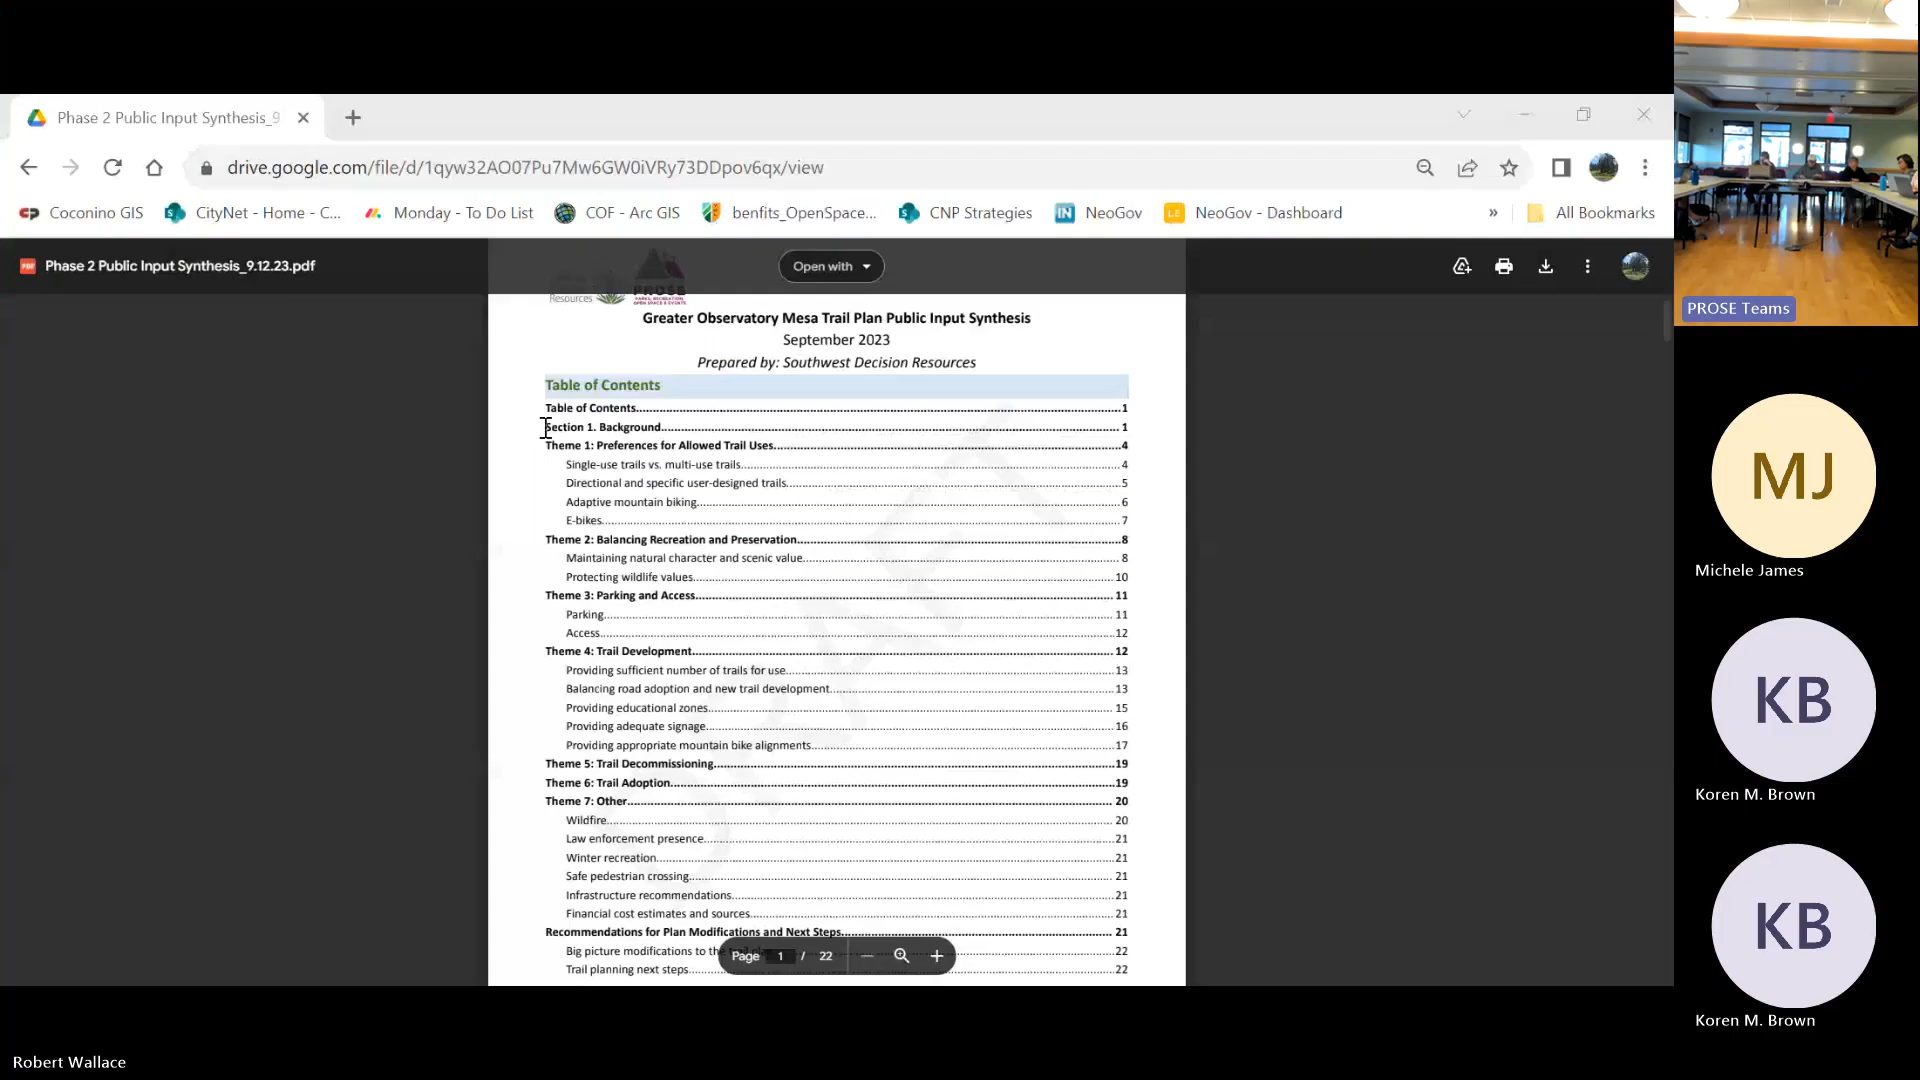 Phase 2 Public Input Synthesis_9
drive.google.com/file/d/1qyw32AO07Pu7Mw6GW0iVRy73DDpov6qx/view
Coconino GIS
CityNet - Home - C...
Monday - To Do List
COF - Arc GIS
benfits_OpenSpace...
CNP Strategies
NeoGov
NeoGov - Dashboard
»
All Bookmarks
Phase 2 Public Input Synthesis_9.12.23.pdf
Open with
Resources
PROSE
PARKS, RECREATION,
OPEN SPACE & EVENTS
Greater Observatory Mesa Trail Plan Public Input Synthesis
September 2023
Prepared by: Southwest Decision Resources
Table of Contents
Table of Contents 1
Section 1. Background 1
Theme 1: Preferences for Allowed Trail Uses 4
Single-use trails vs. multi-use trails 4
Directional and specific user-designed trails 5
Adaptive mountain biking 6
E-bikes 7
Theme 2: Balancing Recreation and Preservation 8
Maintaining natural character and scenic value 8
Protecting wildlife values 10
Theme 3: Parking and Access 11
Parking 11
Access 12
Theme 4: Trail Development 12
Providing sufficient number of trails for use 13
Balancing road adoption and new trail development 13
Providing educational zones 15
Providing adequate signage 16
Providing appropriate mountain bike alignments 17
Theme 5: Trail Decommissioning 19
Theme 6: Trail Adoption 19
Theme 7: Other 20
Wildfire 20
Law enforcement presence 21
Winter recreation 21
Safe pedestrian crossing 21
Infrastructure recommendations 21
Financial cost estimates and sources 21
Recommendations for Plan Modifications and Next Steps 21
Big picture modifications to the 22
Trail planning next steps 22
Page 1 / 22
DRAFT
PROSE Teams
MJ
Michele James
KB
Koren M. Brown
KB
Koren M. Brown
Robert Wallace